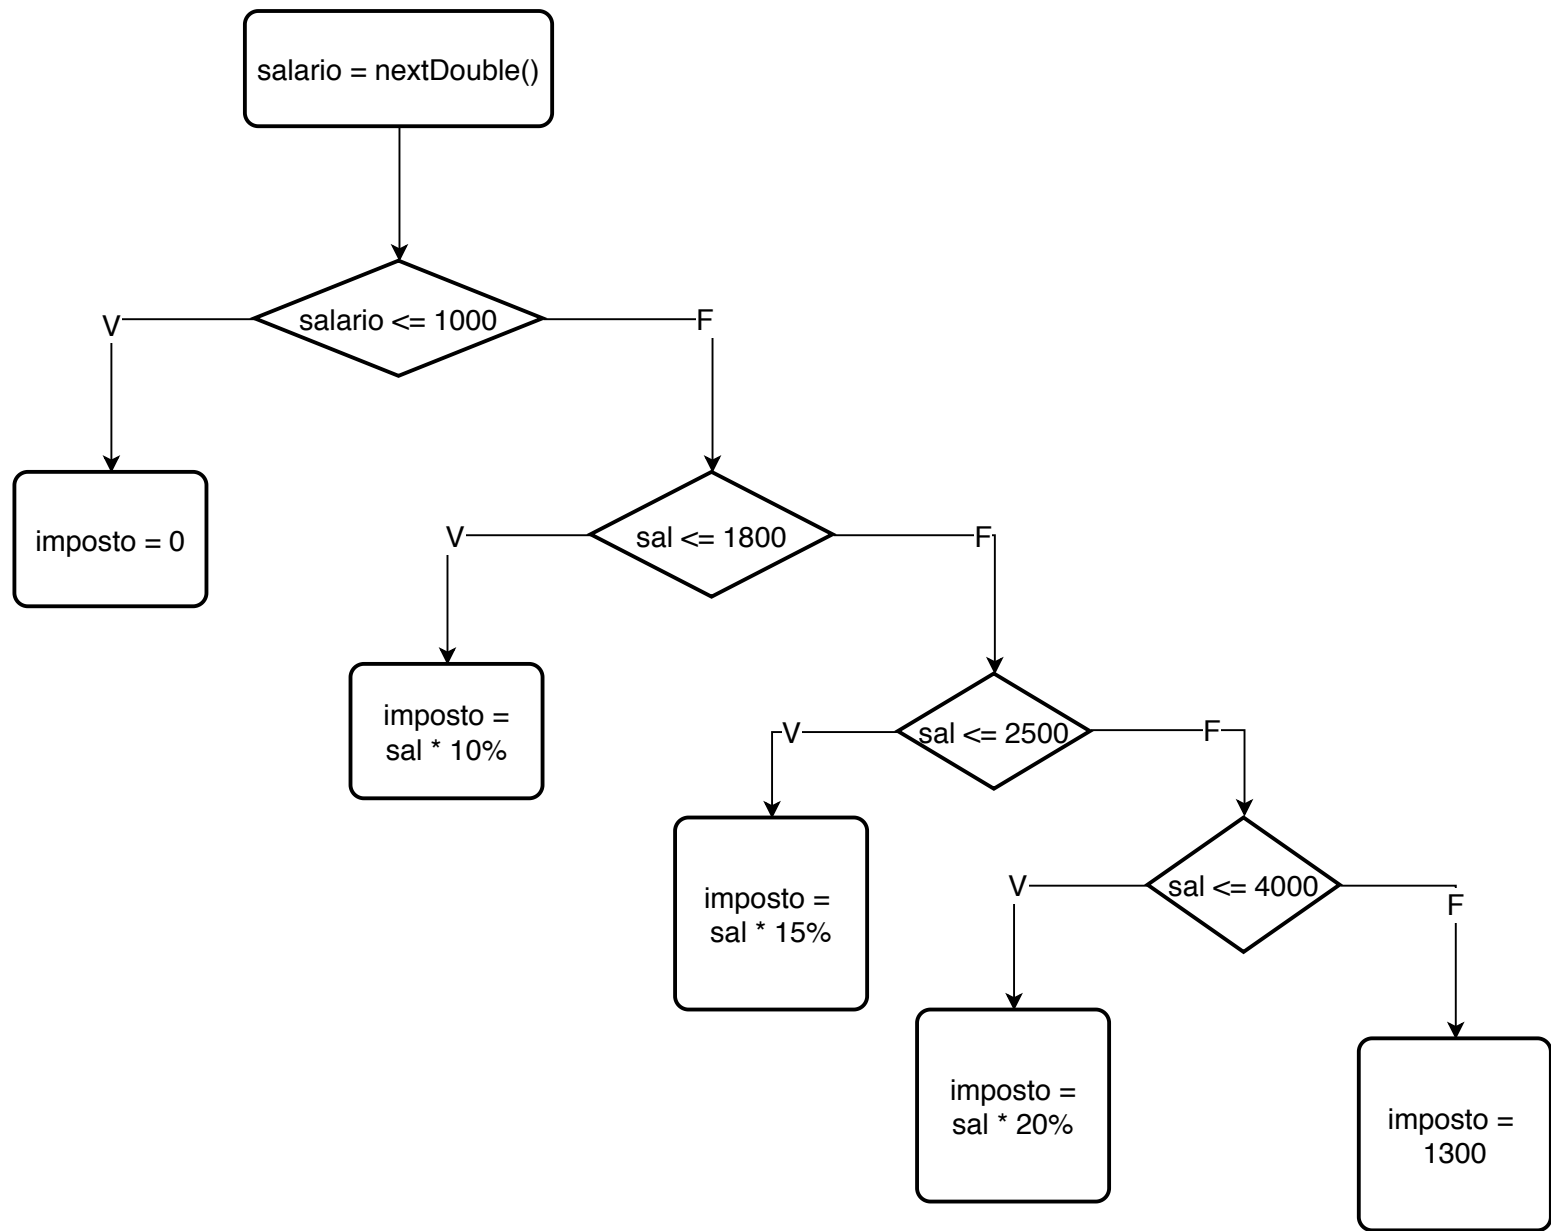 salario = nextDouble()
salario <= 1000
V
F
imposto = 0
sal <= 1800
V
F
imposto =
sal * 10%
sal <= 2500
V
F
imposto =
sal * 15%
sal <= 4000
V
F
imposto =
sal * 20%
imposto =
1300